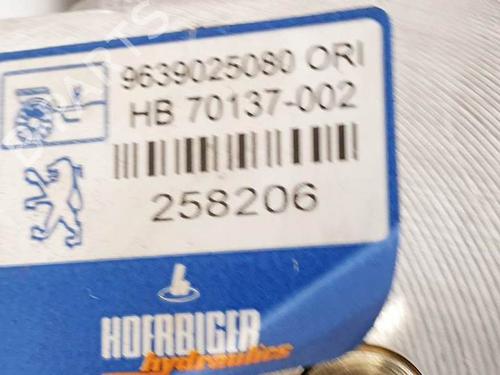 9639025080 ORI
HB 70137-002
258206
HOERBIGER
hydraulics